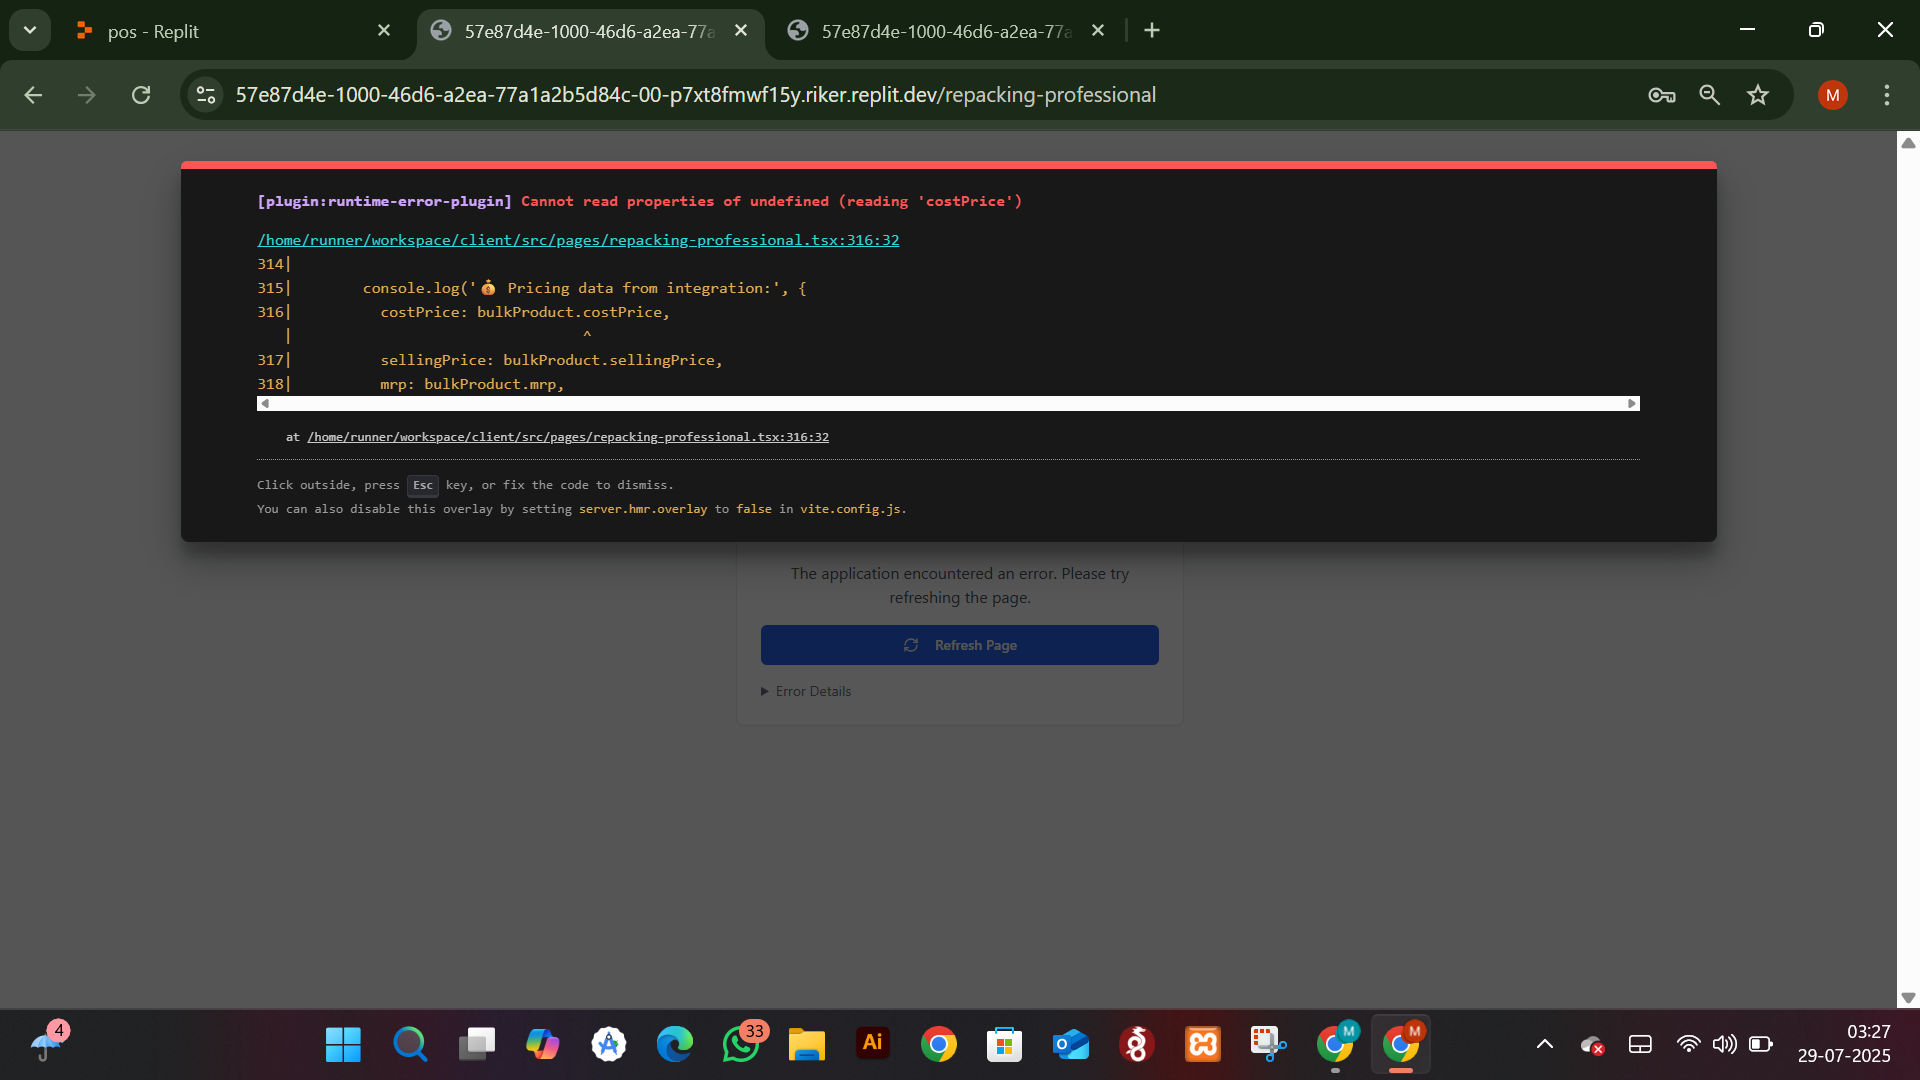 pos - Replit
57e87d4e-1000-46d6-a2ea-77a
57e87d4e-1000-46d6-a2ea-77a
57e87d4e-1000-46d6-a2ea-77a1a2b5d84c-00-p7xt8fmwf15y.riker.replit.dev/repacking-professional
M
[plugin:runtime-error-plugin] Cannot read properties of undefined (reading 'costPrice')
/home/runner/workspace/client/src/pages/repacking-professional.tsx:316:32
314|
315|        console.log('💰 Pricing data from integration:', {
316|          costPrice: bulkProduct.costPrice,
|                                 ^
317|          sellingPrice: bulkProduct.sellingPrice,
318|          mrp: bulkProduct.mrp,
at /home/runner/workspace/client/src/pages/repacking-professional.tsx:316:32
Click outside, press Esc key, or fix the code to dismiss.
You can also disable this overlay by setting server.hmr.overlay to false in vite.config.js.
The application encountered an error. Please try
refreshing the page.
Refresh Page
Error Details
4
33
Ai
M
M
03:27
29-07-2025